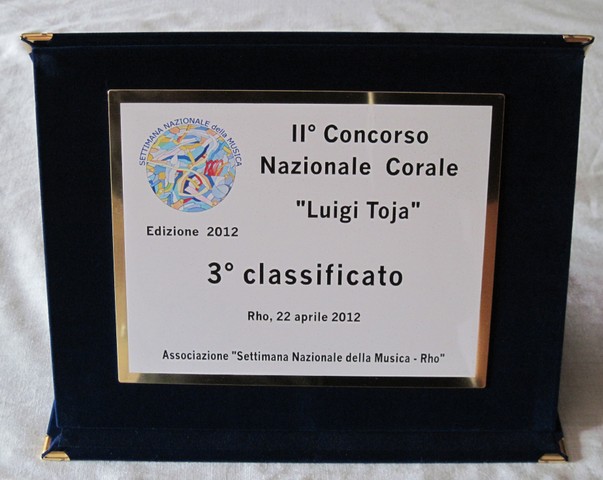 SETTIMANA NAZIONALE della MUSICA
RHO
Edizione 2012
II° Concorso
Nazionale Corale
"Luigi Toja"
3° classificato
Rho, 22 aprile 2012
Associazione "Settimana Nazionale della Musica - Rho"